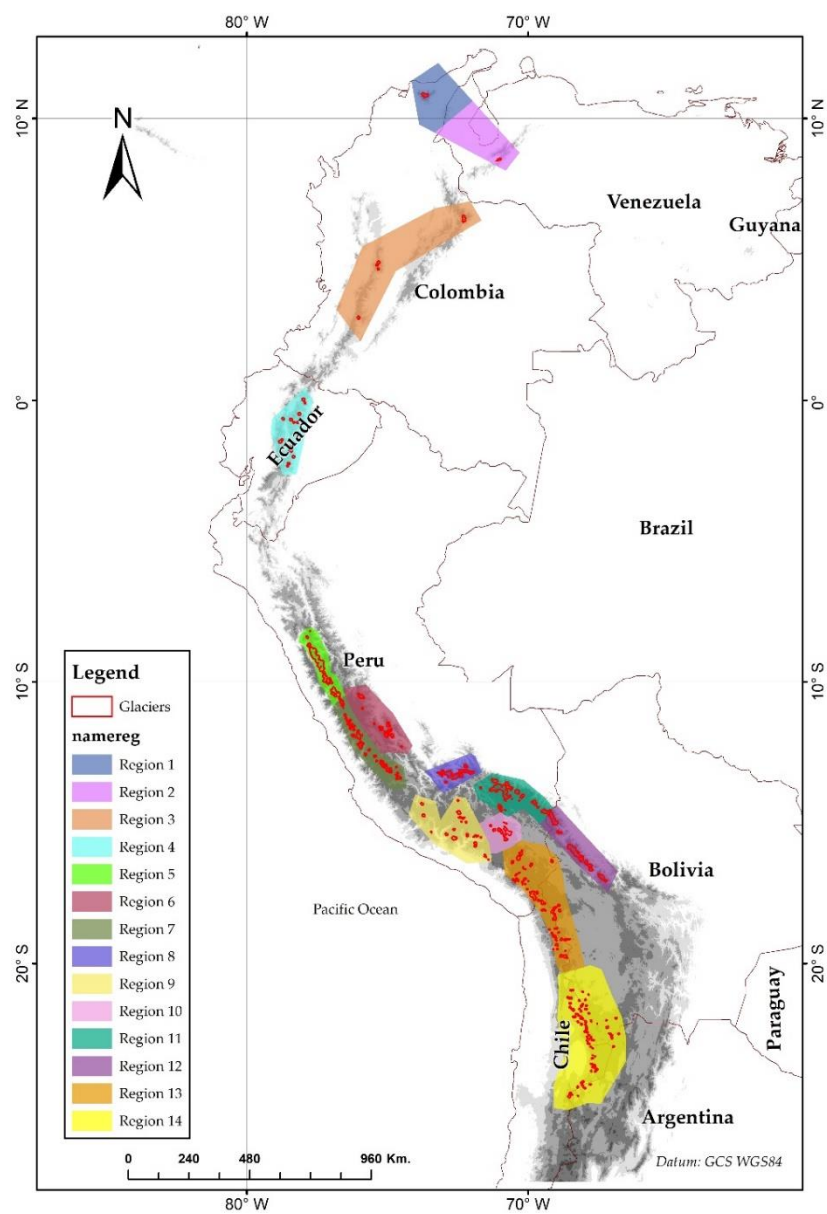 80° W 70° W
N
10° N 10° N
Venezuela
Guyana
Colombia
0° 0°
Ecuador
Brazil
Peru
10° S 10° S
Legend
Glaciers
namereg
Region 1
Region 2
Region 3
Region 4
Region 5
Region 6
Region 7
Region 8
Region 9
Region 10
Region 11
Region 12
Region 13
Region 14
Bolivia
Pacific Ocean
20° S 20° S
Paraguay
Chile
Argentina
0 240 480 960 Km.
Datum: GCS WGS84
80° W 70° W